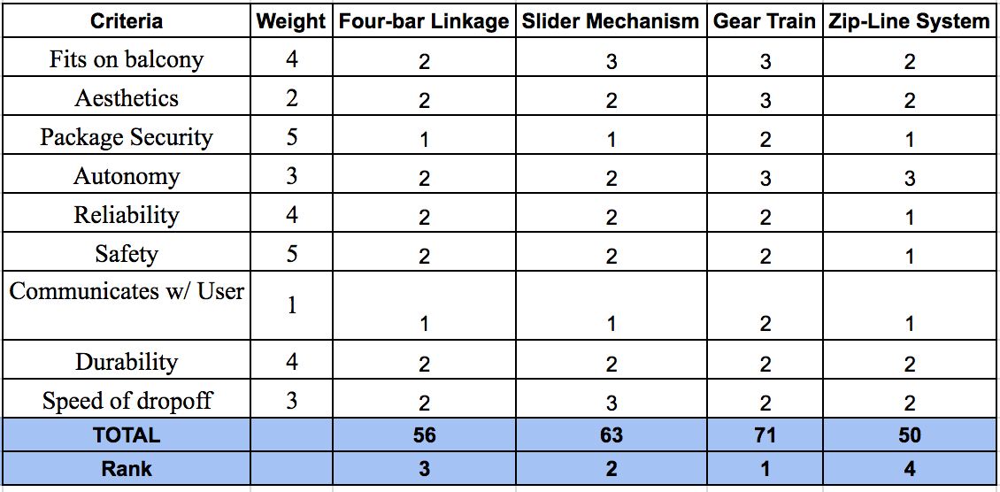 Criteria Weight Four-bar Linkage Slider Mechanism Gear Train Zip-Line System
Fits on balcony 4 2 3 3 2
Aesthetics 2 2 2 3 2
Package Security 5 1 1 2 1
Autonomy 3 2 2 3 3
Reliability 4 2 2 2 1
Safety 5 2 2 2 1
Communicates w/ User 1 1 1 2 1
Durability 4 2 2 2 2
Speed of dropoff 3 2 3 2 2
TOTAL 56 63 71 50
Rank 3 2 1 4